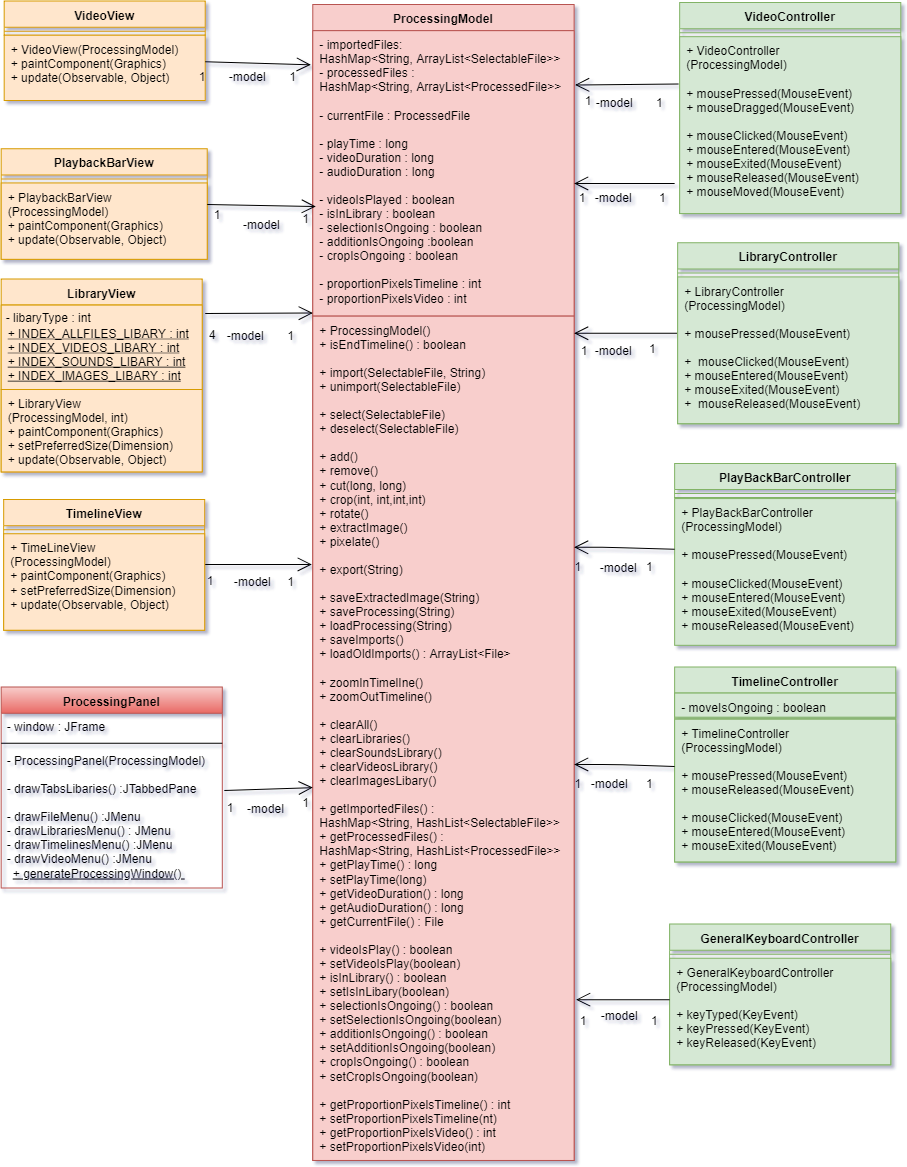 VideoView
+ VideoView(ProcessingModel)
+ paintComponent(Graphics)
+ update(Observable, Object)
1
-model
1
PlaybackBarView
+ PlaybackBarView
(ProcessingModel)
+ paintComponent(Graphics)
+ update(Observable, Object)
1
-model
1
LibraryView
- libaryType : int
+ INDEX_ALLFILES_LIBARY : int
+ INDEX_VIDEOS_LIBARY : int
+ INDEX_SOUNDS_LIBARY : int
+ INDEX_IMAGES_LIBARY : int
+ LibraryView
(ProcessingModel, int)
+ paintComponent(Graphics)
+ setPreferredSize(Dimension)
+ update(Observable, Object)
4
-model
1
TimelineView
+ TimeLineView
(ProcessingModel)
+ paintComponent(Graphics)
+ setPreferredSize(Dimension)
+ update(Observable, Object)
1
-model
1
ProcessingPanel
- window : JFrame
- ProcessingPanel(ProcessingModel)
- drawTabsLibaries() :JTabbedPane
- drawFileMenu() :JMenu
- drawLibrariesMenu() : JMenu
- drawTimelinesMenu() :JMenu
- drawVideoMenu() :JMenu
+ generateProcessingWindow()
1
-model
1
ProcessingModel
- importedFiles:
HashMap<String, ArrayList<SelectableFile>>
- processedFiles :
HashMap<String, ArrayList<ProcessedFile>>
- currentFile : ProcessedFile
- playTime : long
- videoDuration : long
- audioDuration : long
- videoIsPlayed : boolean
- isInLibrary : boolean
- selectionIsOngoing : boolean
- additionIsOngoing :boolean
- cropIsOngoing : boolean
- proportionPixelsTimeline : int
- proportionPixelsVideo : int
+ ProcessingModel()
+ isEndTimeline() : boolean
+ import(SelectableFile, String)
+ unimport(SelectableFile)
+ select(SelectableFile)
+ deselect(SelectableFile)
+ add()
+ remove()
+ cut(long, long)
+ crop(int, int,int,int)
+ rotate()
+ extractImage()
+ pixelate()
+ export(String)
+ saveExtractedImage(String)
+ saveProcessing(String)
+ loadProcessing(String)
+ saveImports()
+ loadOldImports() : ArrayList<File>
+ zoomInTimelIne()
+ zoomOutTimeline()
+ clearAll()
+ clearLibraries()
+ clearSoundsLibrary()
+ clearVideosLibrary()
+ clearImagesLibary()
+ getImportedFiles() :
HashMap<String, HashList<SelectableFile>>
+ getProcessedFiles() :
HashMap<String, HashList<ProcessedFile>>
+ getPlayTime() : long
+ setPlayTime(long)
+ getVideoDuration() : long
+ getAudioDuration() : long
+ getCurrentFile() : File
+ videoIsPlay() : boolean
+ setVideoIsPlay(boolean)
+ isInLibrary() : boolean
+ setIsInLibary(boolean)
+ selectionIsOngoing() : boolean
+ setSelectionIsOngoing(boolean)
+ additionIsOngoing() : boolean
+ setAdditionIsOngoing(boolean)
+ cropIsOngoing() : boolean
+ setCropIsOngoing(boolean)
+ getProportionPixelsTimeline() : int
+ setProportionPixelsTimeline(nt)
+ getProportionPixelsVideo() : int
+ setProportionPixelsVideo(int)
VideoController
+ VideoController
(ProcessingModel)
+ mousePressed(MouseEvent)
+ mouseDragged(MouseEvent)
+ mouseClicked(MouseEvent)
+ mouseEntered(MouseEvent)
+ mouseExited(MouseEvent)
+ mouseReleased(MouseEvent)
+ mouseMoved(MouseEvent)
1
-model
1
1
-model
1
LibraryController
+ LibraryController
(ProcessingModel)
+ mousePressed(MouseEvent)
+ mouseClicked(MouseEvent)
+ mouseEntered(MouseEvent)
+ mouseExited(MouseEvent)
+ mouseReleased(MouseEvent)
1
-model
1
PlayBackBarController
+ PlayBackBarController
(ProcessingModel)
+ mousePressed(MouseEvent)
+ mouseClicked(MouseEvent)
+ mouseEntered(MouseEvent)
+ mouseExited(MouseEvent)
+ mouseReleased(MouseEvent)
1
-model
1
TimelineController
- moveIsOngoing : boolean
+ TimelineController
(ProcessingModel)
+ mousePressed(MouseEvent)
+ mouseReleased(MouseEvent)
+ mouseClicked(MouseEvent)
+ mouseEntered(MouseEvent)
+ mouseExited(MouseEvent)
1
-model
1
GeneralKeyboardController
+ GeneralKeyboardController
(ProcessingModel)
+ keyTyped(KeyEvent)
+ keyPressed(KeyEvent)
+ keyReleased(KeyEvent)
1
-model
1